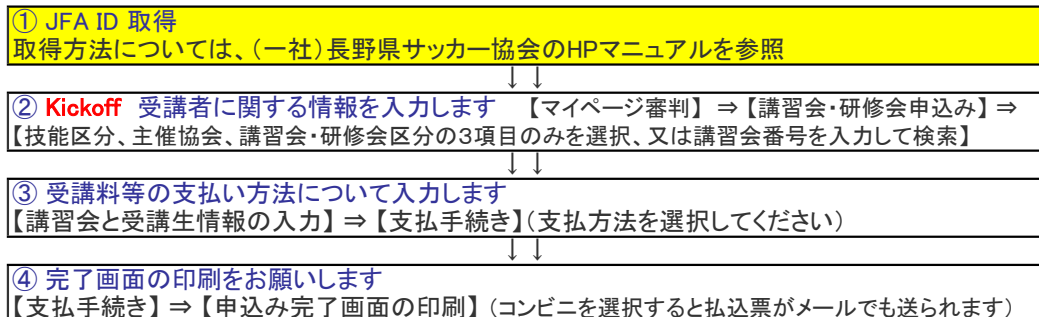 ① JFA ID 取得
取得方法については、(一社)長野県サッカー協会のHPマニュアルを参照
↓ ↓
② Kickoff 受講者に関する情報を入力します 【マイページ審判】 ⇒【講習会・研修会申込み】⇒
【技能区分、主催協会、講習会・研修会区分の3項目のみを選択、又は講習会番号を入力して検索】
↓ ↓
③ 受講料等の支払い方法について入力します
【講習会と受講生情報の入力】 ⇒ 【支払手続き】(支払方法を選択してください)
↓ ↓
④ 完了画面の印刷をお願いします
【支払手続き】 ⇒【申込み完了画面の印刷】 (コンビニを選択すると払込票がメールでも送られます)